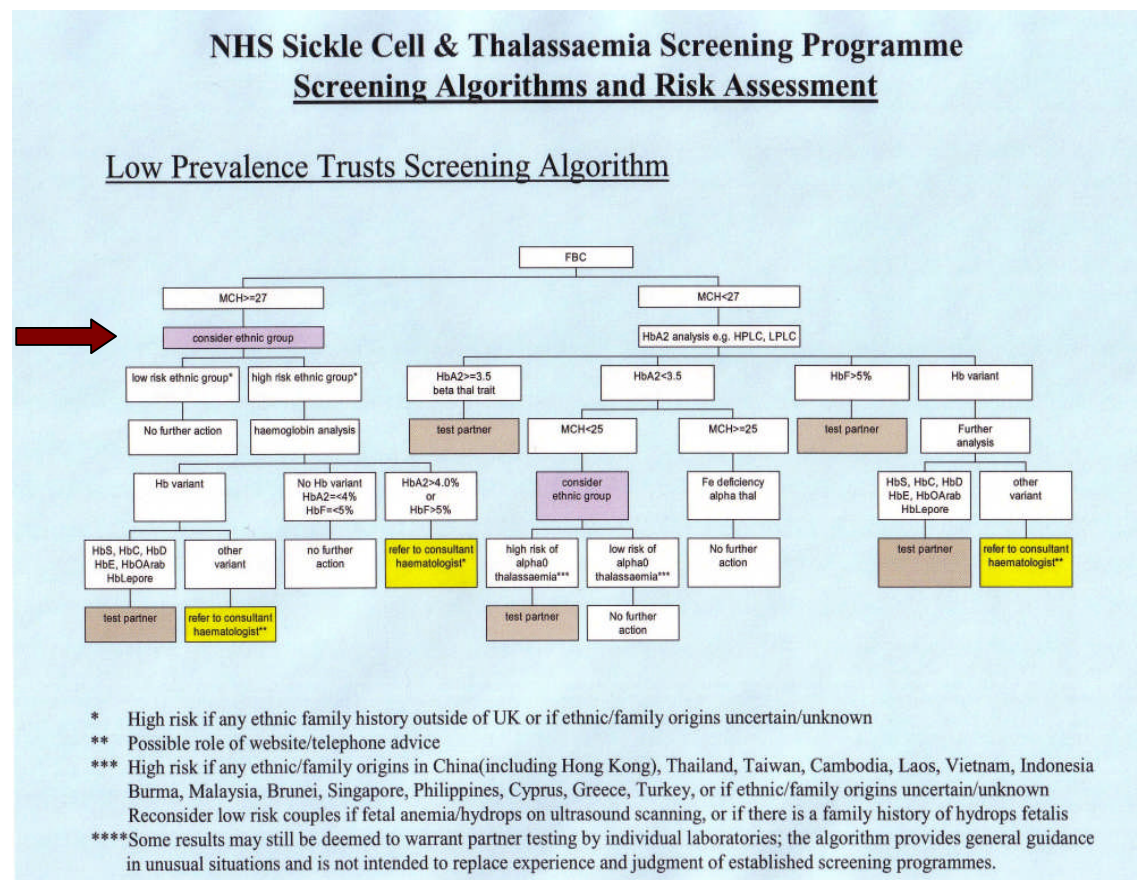 NHS Sickle Cell & Thalassaemia Screening Programme
Screening Algorithms and Risk Assessment
Low Prevalence Trusts Screening Algorithm
FBC
MCH>=27
MCH<27
consider ethnic group
HbA2 analysis e.g. HPLC, LPLC
low risk ethnic group*
high risk ethnic group*
HbA2>=3.5
beta thal trait
HbA2<3.5
HbF>5%
Hb variant
No further action
haemoglobin analysis
test partner
MCH<25
MCH>=25
test partner
Further
analysis
Hb variant
No Hb variant
HbA2=<4%
HbF=<5%
HbA2>4.0%
or
HbF>5%
consider
ethnic group
Fe deficiency
alpha thal
HbS, HbC, HbD
HbE, HbOArab
HbLepore
other
variant
HbS, HbC, HbD
HbE, HbOArab
HbLepore
other
variant
no further
action
refer to consultant
haematologist*
high risk of
alpha0
thalassaemia***
low risk of
alpha0
thalassaemia***
No further
action
test partner
refer to consultant
haematologist**
test partner
refer to consultant
haematologist**
test partner
No further
action
* High risk if any ethnic family history outside of UK or if ethnic/family origins uncertain/unknown
** Possible role of website/telephone advice
*** High risk if any ethnic/family origins in China(including Hong Kong), Thailand, Taiwan, Cambodia, Laos, Vietnam, Indonesia
Burma, Malaysia, Brunei, Singapore, Philippines, Cyprus, Greece, Turkey, or if ethnic/family origins uncertain/unknown
Reconsider low risk couples if fetal anemia/hydrops on ultrasound scanning, or if there is a family history of hydrops fetalis
****Some results may still be deemed to warrant partner testing by individual laboratories; the algorithm provides general guidance
in unusual situations and is not intended to replace experience and judgment of established screening programmes.